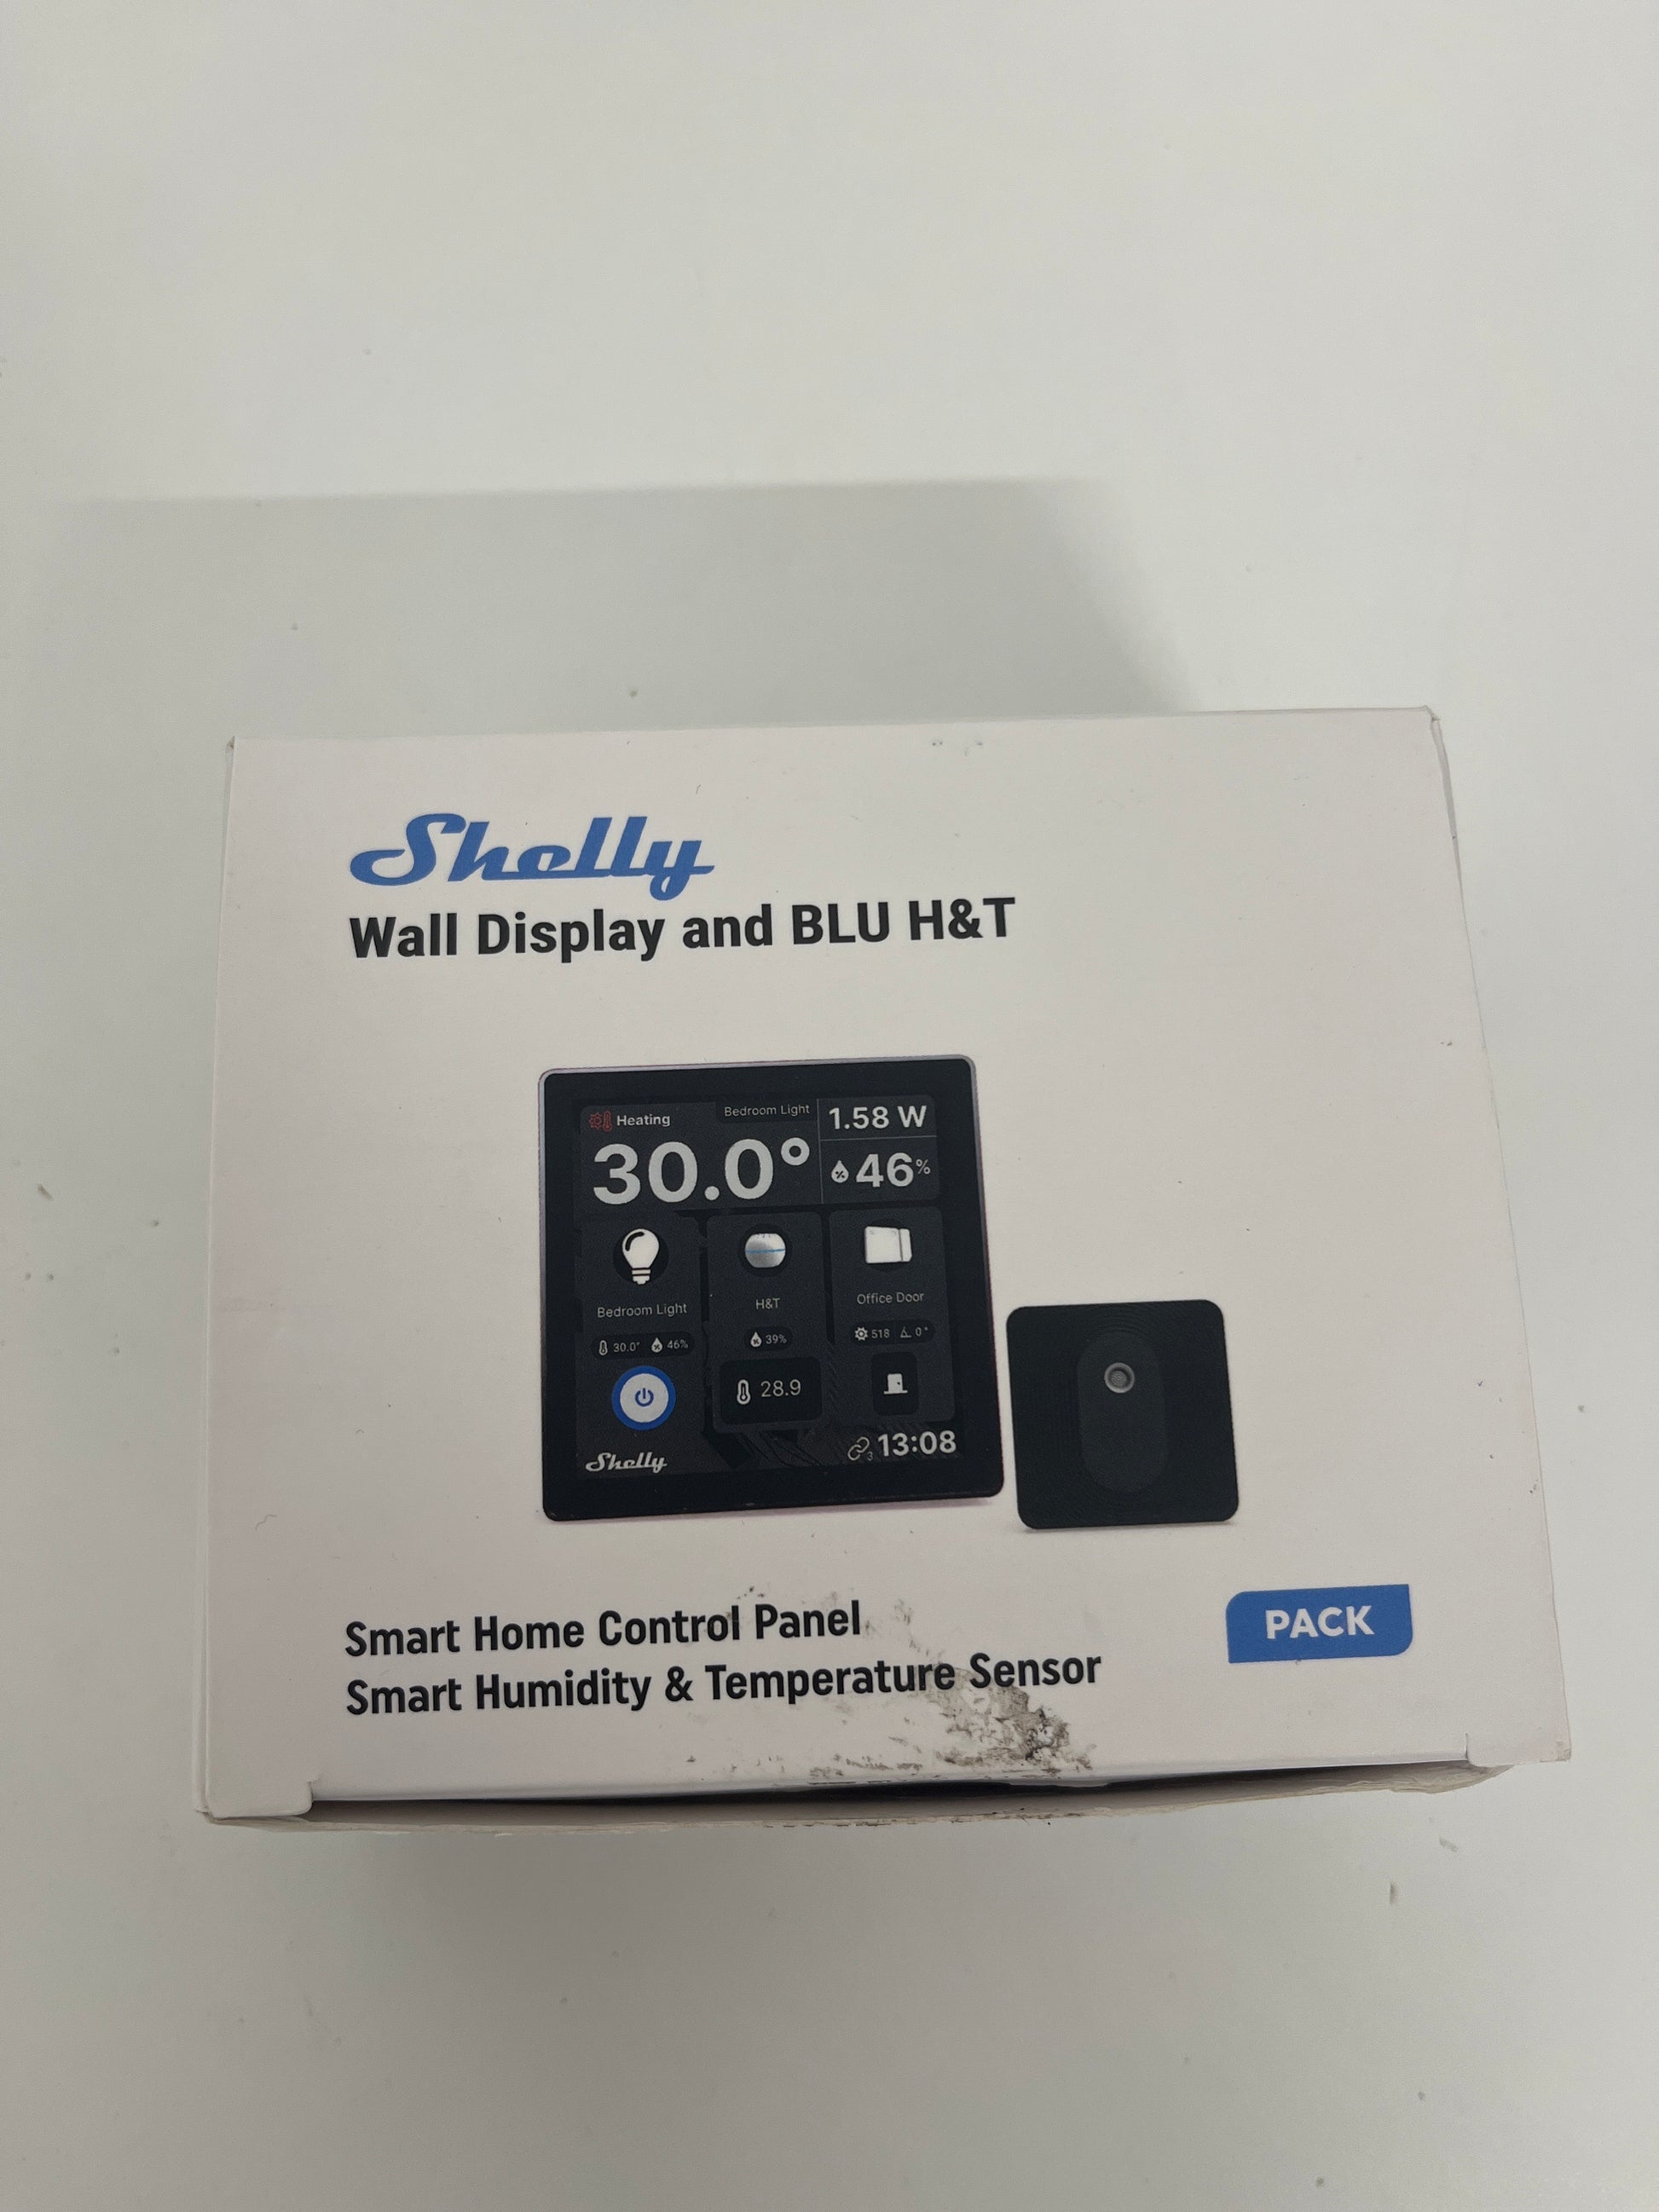 Shelly
Wall Display and BLU H&T
Heating
Bedroom Light
1.58 W
30.0°
46%
Bedroom Light
H&T
Office Door
30.0°
46%
39%
518
0°
28.9
Shelly
3
13:08
Smart Home Control Panel
Smart Humidity & Temperature Sensor
PACK